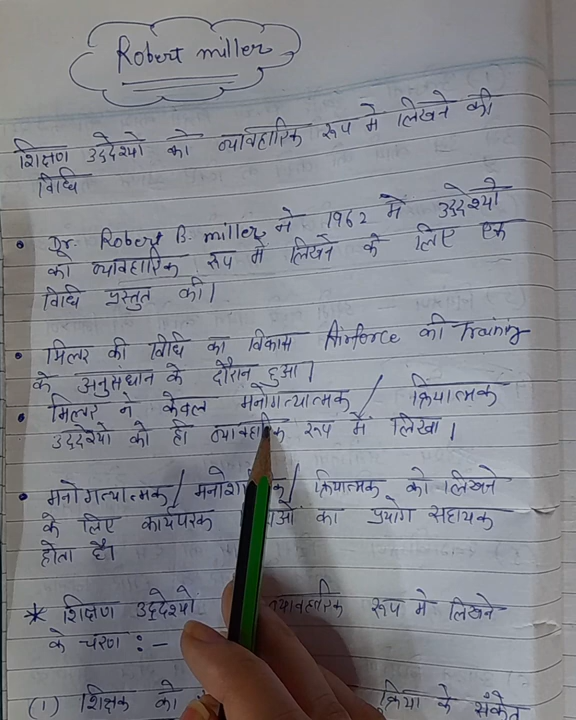 Robert miller
शिक्षण उद्देश्यो को व्यावहारिक रूप मे लिखने की
विधि
• Dr. Robert B. miller ने 1962 में उद्देश्यो
को व्यावहारिक रूप में लिखने के लिए एक
विधि प्रस्तुत की।
• मिलर की विधि का विकास Airforce की Training
के अनुसंधान के दौरान हुआ।
• मिलर ने केवल मनोगत्यात्मक / क्रियात्मक
उददेश्यो को ही व्यावहारिक रूप में लिखा।
• मनोगत्यात्मक / / क्रियात्मक को लिखने
के लिए कार्यपरक का प्रयोग सहायक
होता है।
* शिक्षण उद्देश्यो व्यावहारिक रूप मे लिखने
के चरण :-
(1) शिक्षक को क्रिया के संकेत